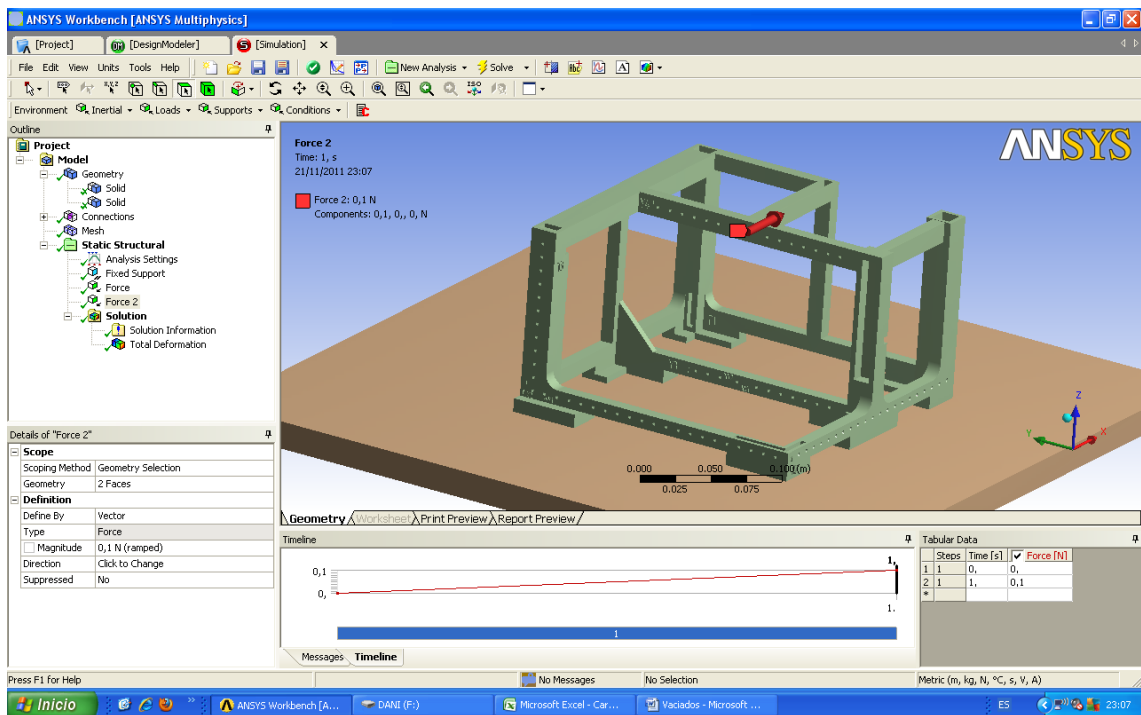 ANSYS Workbench [ANSYS Multiphysics]
[Project] [DesignModeler] [Simulation] ×
File Edit View Units Tools Help New Analysis Solve A
ISO
Environment Inertial Loads Supports Conditions
Outline
Project
Model
Geometry
Solid
Solid
Connections
Mesh
Static Structural
Analysis Settings
Fixed Support
Force
Force 2
Solution
Solution Information
Total Deformation
Force 2
Time: 1, s
21/11/2011 23:07
Force 2: 0,1 N
Components: 0,1, 0,, 0, N
ANSYS
Z
Y
X
0.000 0.050 0.100 (m)
0.025 0.075
Details of "Force 2"
Scope
Scoping Method Geometry Selection
Geometry 2 Faces
Definition
Define By Vector
Type Force
Magnitude 0,1 N (ramped)
Direction Click to Change
Suppressed No
Geometry Worksheet Print Preview Report Preview
Timeline
1,
0,1
0,
1.
1
Messages Timeline
Tabular Data
Steps Time [s] Force [N]
1 1 0, 0,
2 1 1, 0,1
*
Press F1 for Help No Messages No Selection Metric (m, kg, N, ºC, s, V, A)
Inicio ANSYS Workbench [A... DANI (F:) Microsoft Excel - Car... Vaciados - Microsoft ... ES 23:07